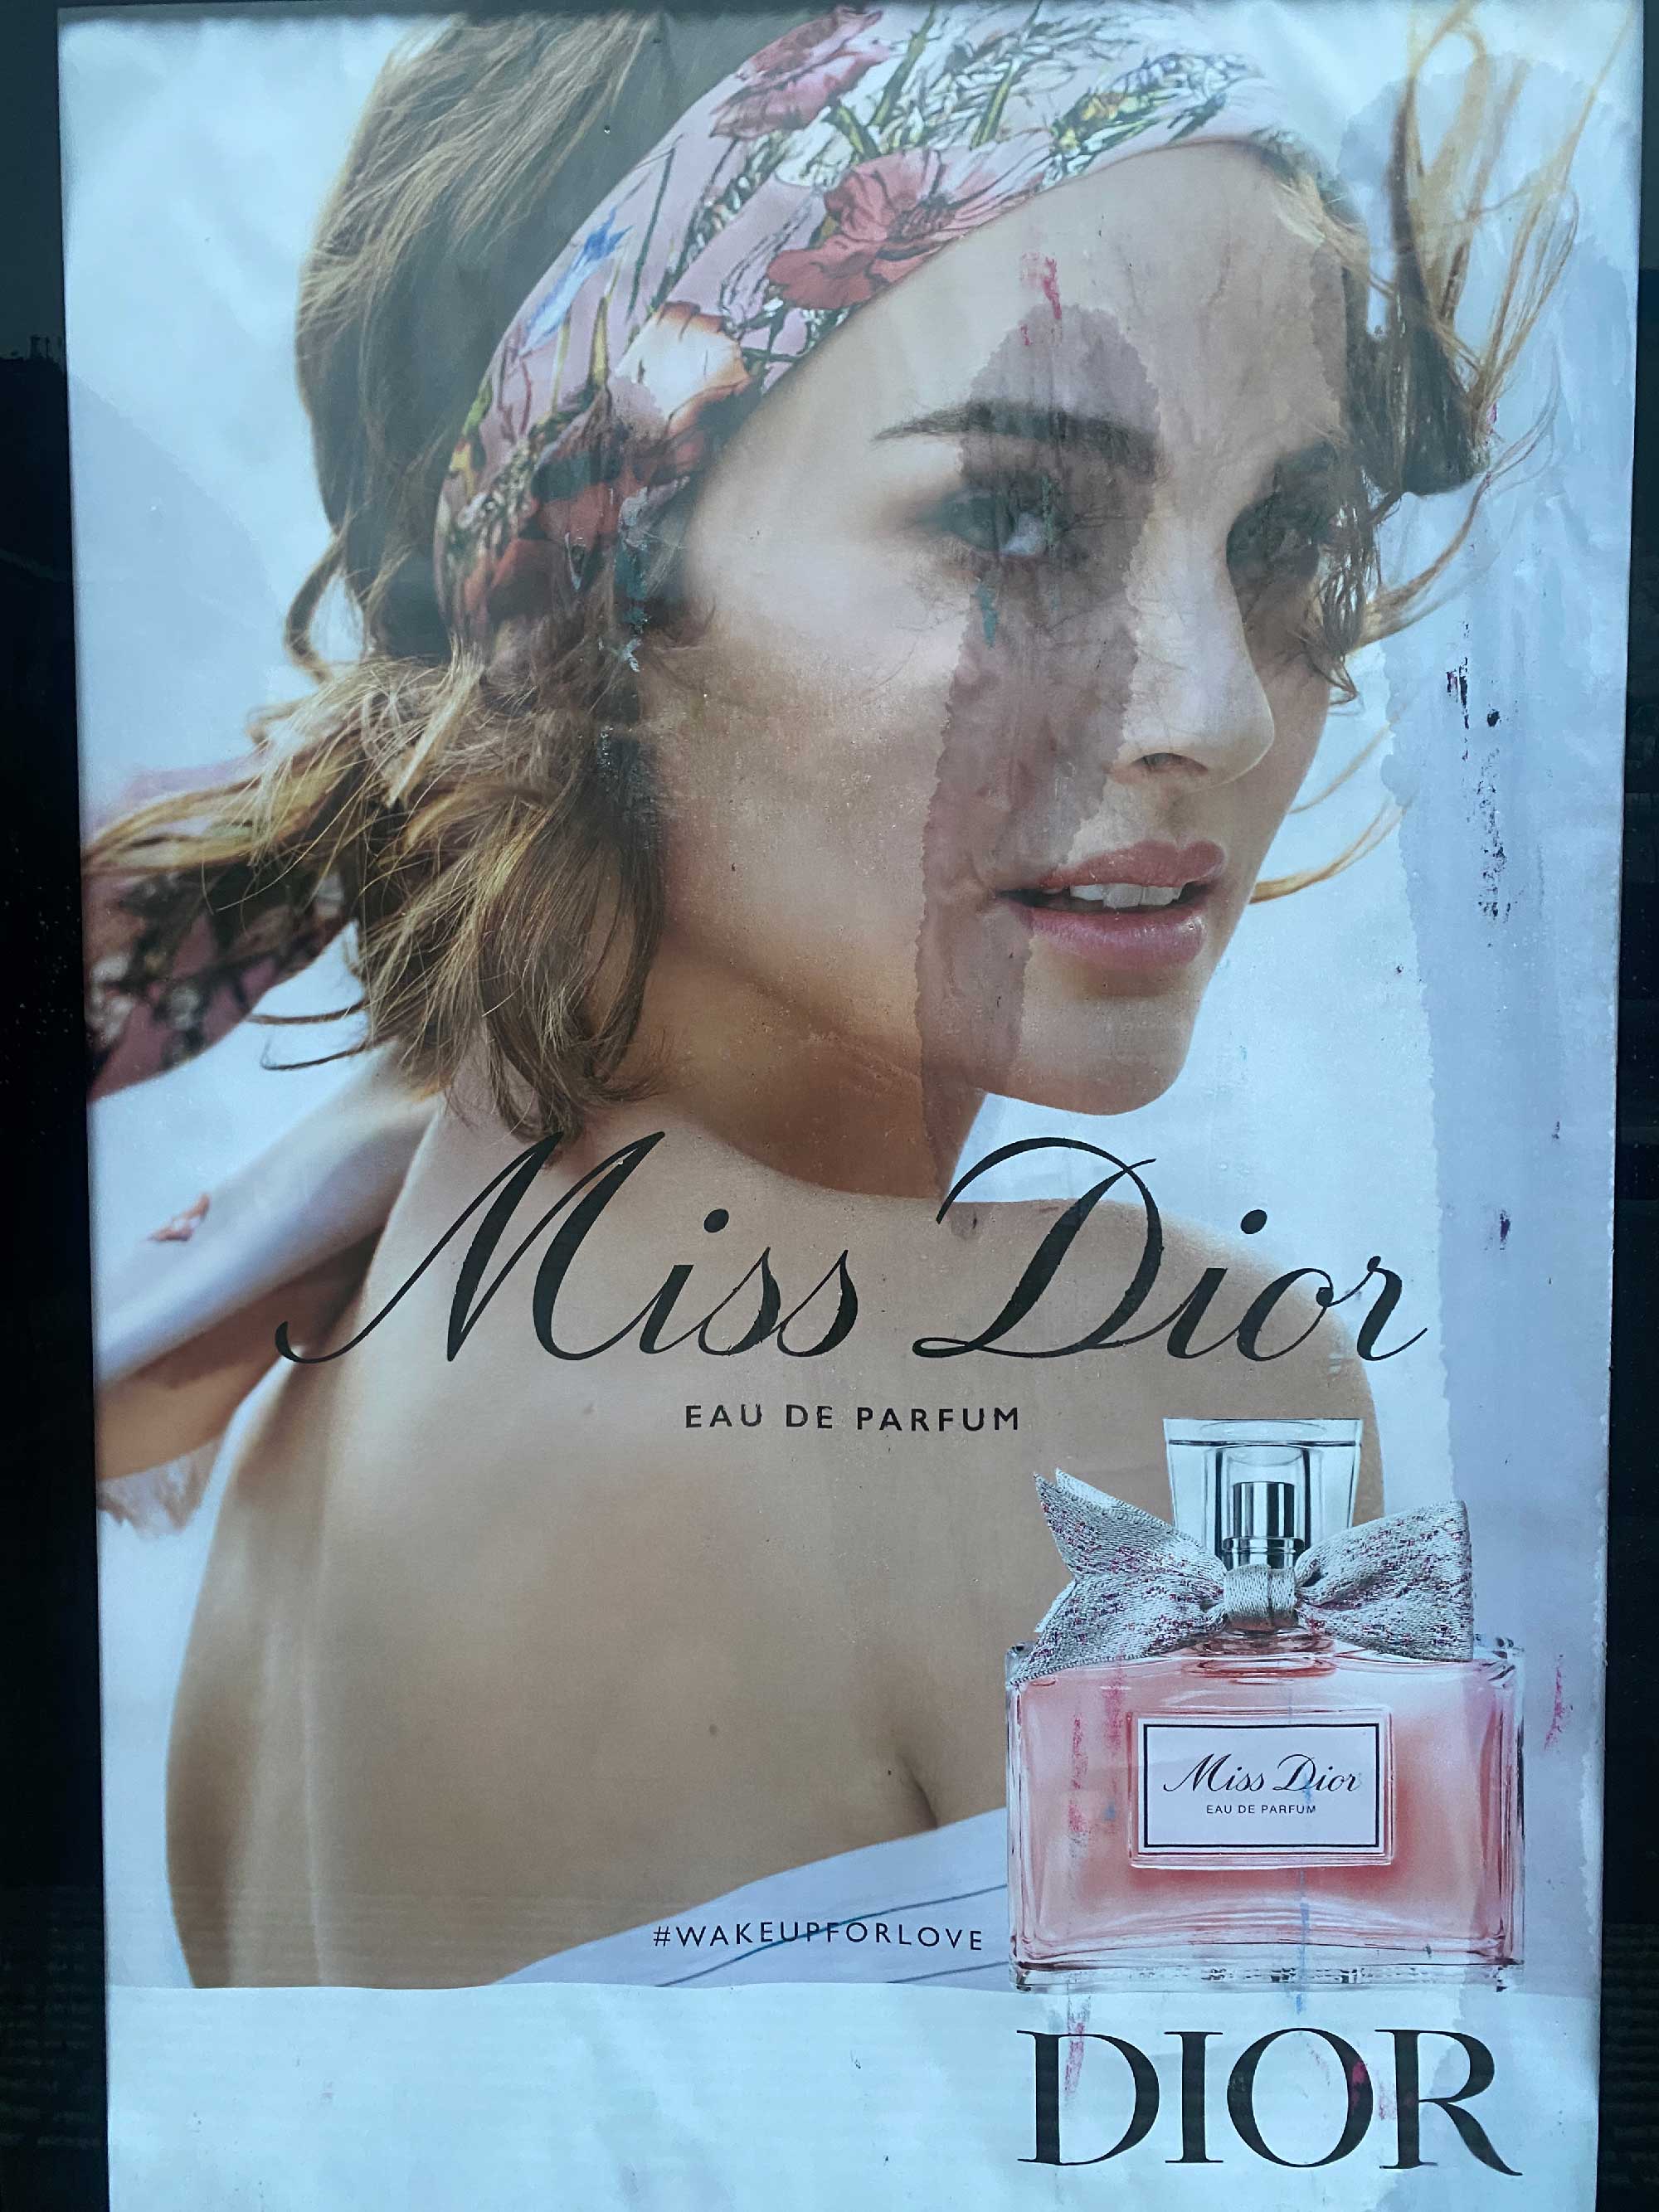 Miss Dior
EAU DE PARFUM
Miss Dior
EAU DE PARFUM
#WAKEUPFORLOVE
DIOR